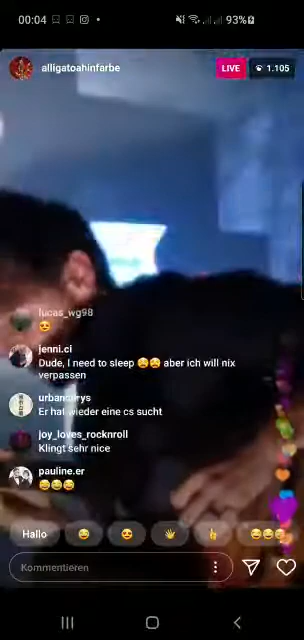 00:04 93%
alligatoahinfarbe LIVE 1.105
lucas_wg98
jenni.ci
Dude, I need to sleep aber ich will nix
verpassen
Er hat wieder eine cs sucht
joy_loves_rocknroll
Klingt sehr nice
pauline.er
Hallo
Kommentieren